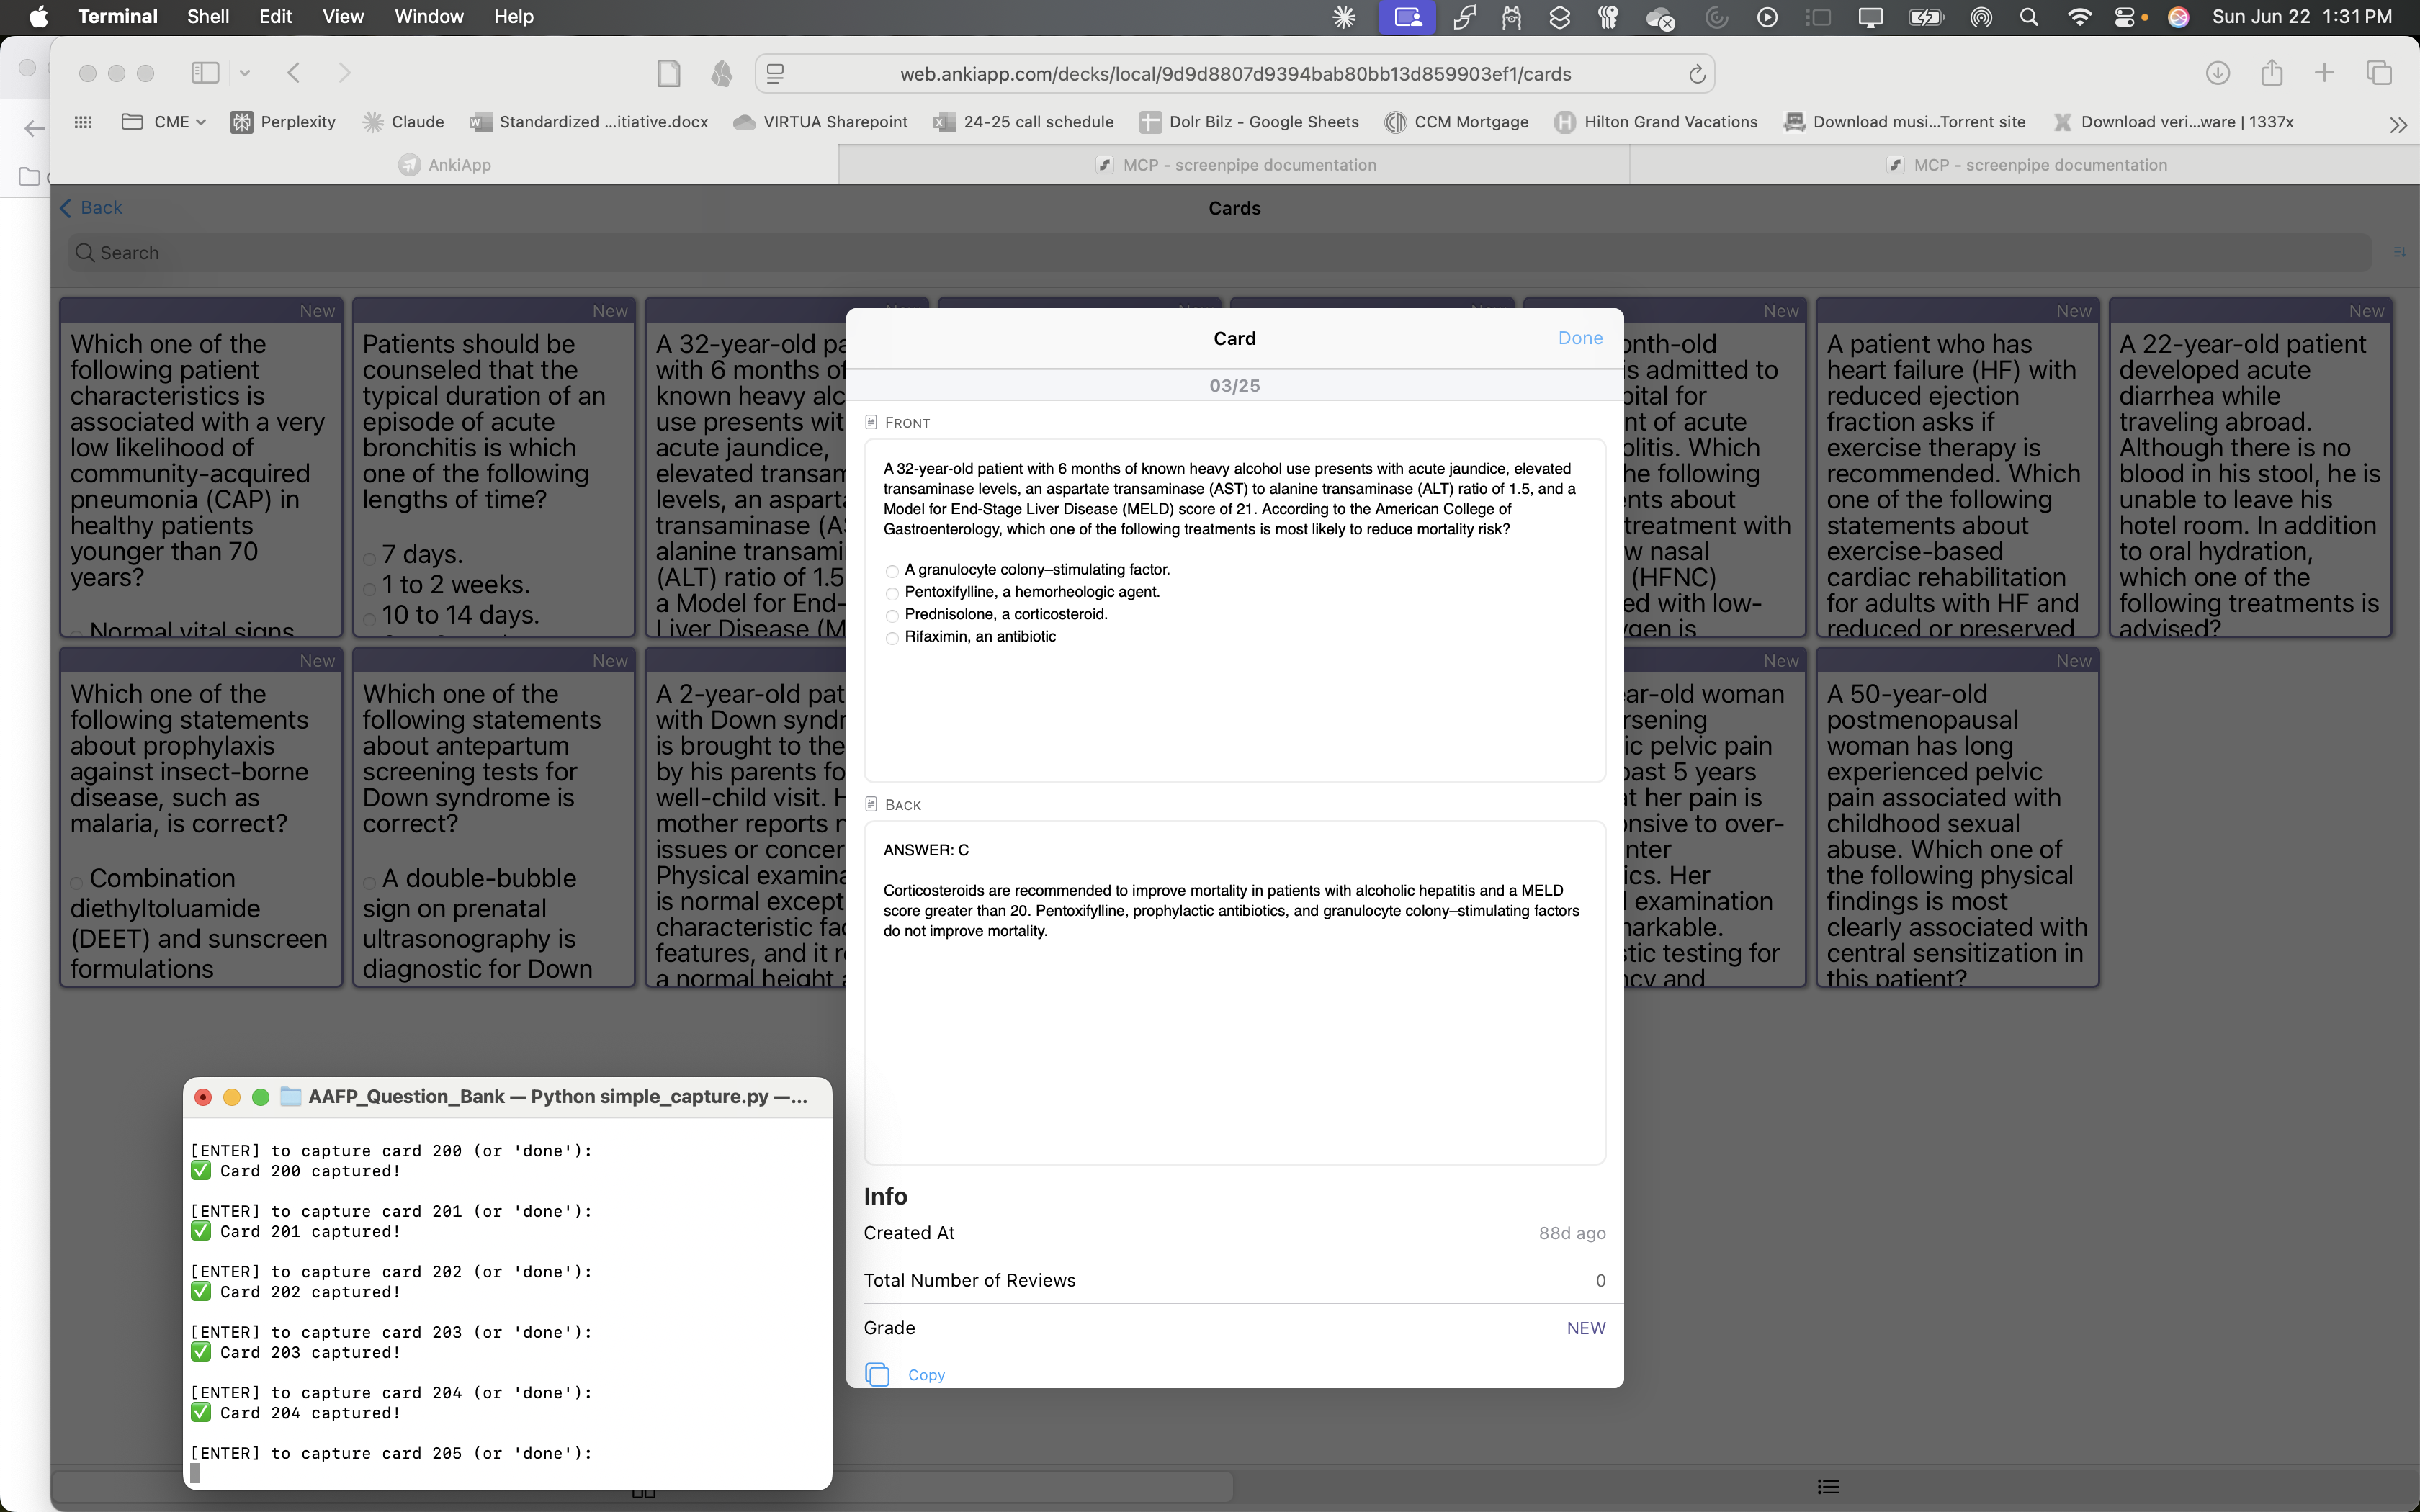 Terminal Shell Edit View Window Help Sun Jun 22 1:31 PM
web.ankiapp.com/decks/local/9d9d8807d9394bab80bb13d859903ef1/cards
CME Perplexity Claude Standardized ...itiative.docx VIRTUA Sharepoint 24-25 call schedule Dolr Bilz - Google Sheets CCM Mortgage Hilton Grand Vacations Download musi...Torrent site Download veri...ware | 1337x
AnkiApp MCP - screenpipe documentation MCP - screenpipe documentation
Back
Cards
Search
New
Which one of the
following patient
characteristics is
associated with a very
low likelihood of
community-acquired
pneumonia (CAP) in
healthy patients
younger than 70
years?
Normal vital signs
New
Patients should be
counseled that the
typical duration of an
episode of acute
bronchitis is which
one of the following
lengths of time?
7 days.
1 to 2 weeks.
10 to 14 days.
A 32-year-old pa
with 6 months of
known heavy alc
use presents wit
acute jaundice,
elevated transam
levels, an asparta
transaminase (AS
alanine transami
(ALT) ratio of 1.5
a Model for End-
Liver Disease (M
New
onth-old
is admitted to
pital for
nt of acute
olitis. Which
he following
nts about
treatment with
w nasal
(HFNC)
ed with low-
ygen is
New
A patient who has
heart failure (HF) with
reduced ejection
fraction asks if
exercise therapy is
recommended. Which
one of the following
statements about
exercise-based
cardiac rehabilitation
for adults with HF and
reduced or preserved
New
A 22-year-old patient
developed acute
diarrhea while
traveling abroad.
Although there is no
blood in his stool, he is
unable to leave his
hotel room. In addition
to oral hydration,
which one of the
following treatments is
advised?
New
Which one of the
following statements
about prophylaxis
against insect-borne
disease, such as
malaria, is correct?
Combination
diethyltoluamide
(DEET) and sunscreen
formulations
New
Which one of the
following statements
about antepartum
screening tests for
Down syndrome is
correct?
A double-bubble
sign on prenatal
ultrasonography is
diagnostic for Down
A 2-year-old pat
with Down syndr
is brought to the
by his parents fo
well-child visit. H
mother reports n
issues or concer
Physical examina
is normal except
characteristic fac
features, and it re
a normal height a
New
ear-old woman
rsening
ic pelvic pain
past 5 years
at her pain is
onsive to over-
nter
ics. Her
l examination
narkable.
stic testing for
ncy and
New
A 50-year-old
postmenopausal
woman has long
experienced pelvic
pain associated with
childhood sexual
abuse. Which one of
the following physical
findings is most
clearly associated with
central sensitization in
this patient?
Card
Done
03/25
FRONT
A 32-year-old patient with 6 months of known heavy alcohol use presents with acute jaundice, elevated
transaminase levels, an aspartate transaminase (AST) to alanine transaminase (ALT) ratio of 1.5, and a
Model for End-Stage Liver Disease (MELD) score of 21. According to the American College of
Gastroenterology, which one of the following treatments is most likely to reduce mortality risk?
A granulocyte colony–stimulating factor.
Pentoxifylline, a hemorheologic agent.
Prednisolone, a corticosteroid.
Rifaximin, an antibiotic
BACK
ANSWER: C
Corticosteroids are recommended to improve mortality in patients with alcoholic hepatitis and a MELD
score greater than 20. Pentoxifylline, prophylactic antibiotics, and granulocyte colony–stimulating factors
do not improve mortality.
Info
Created At 88d ago
Total Number of Reviews 0
Grade NEW
Copy
AAFP_Question_Bank — Python simple_capture.py —...
[ENTER] to capture card 200 (or 'done'):
✅ Card 200 captured!
[ENTER] to capture card 201 (or 'done'):
✅ Card 201 captured!
[ENTER] to capture card 202 (or 'done'):
✅ Card 202 captured!
[ENTER] to capture card 203 (or 'done'):
✅ Card 203 captured!
[ENTER] to capture card 204 (or 'done'):
✅ Card 204 captured!
[ENTER] to capture card 205 (or 'done'):